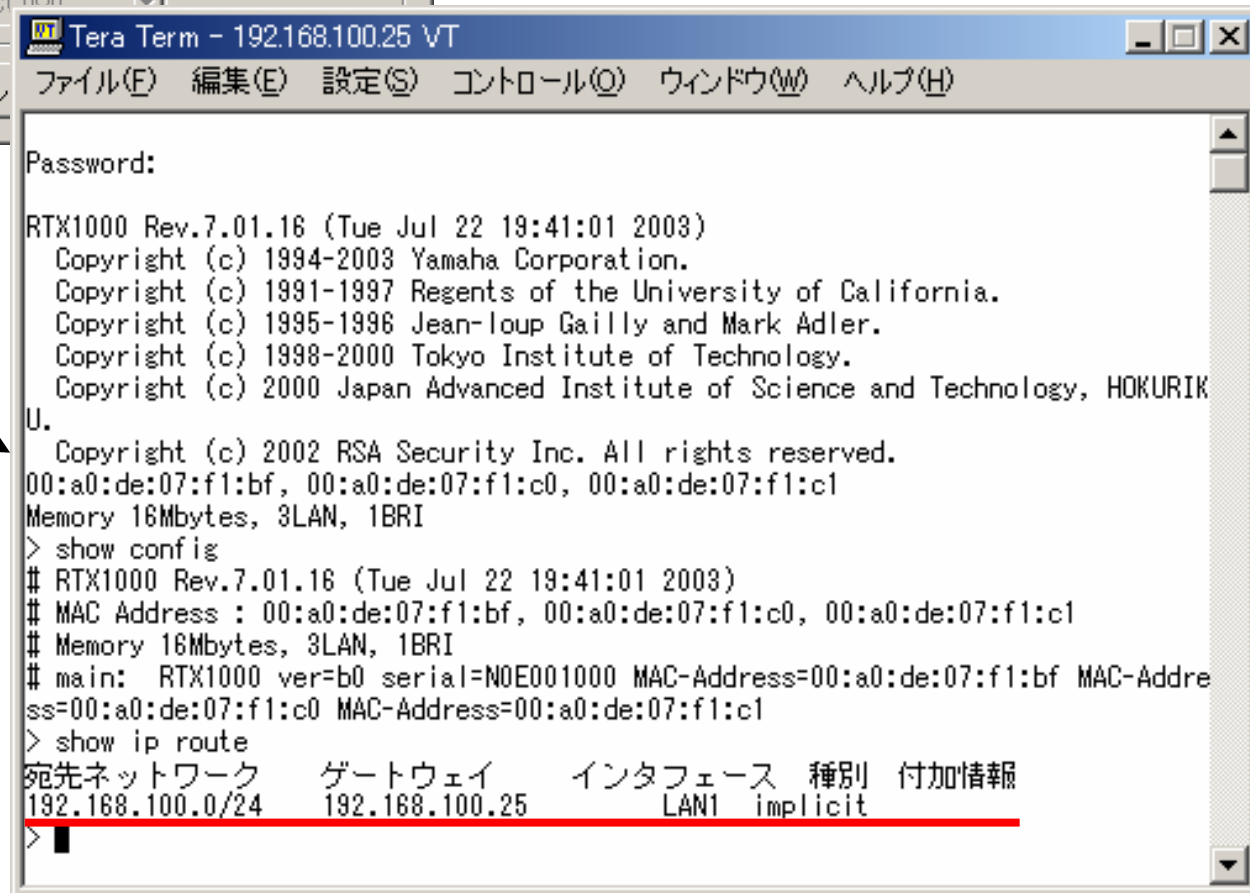 Tera Term - 192.168.100.25 VT
ファイル(F) 編集(E) 設定(S) コントロール(O) ウィンドウ(W) ヘルプ(H)
Password:
RTX1000 Rev.7.01.16 (Tue Jul 22 19:41:01 2003)
Copyright (c) 1994-2003 Yamaha Corporation.
Copyright (c) 1991-1997 Regents of the University of California.
Copyright (c) 1995-1996 Jean-loup Gailly and Mark Adler.
Copyright (c) 1998-2000 Tokyo Institute of Technology.
Copyright (c) 2000 Japan Advanced Institute of Science and Technology, HOKURIK
U.
Copyright (c) 2002 RSA Security Inc. All rights reserved.
00:a0:de:07:f1:bf, 00:a0:de:07:f1:c0, 00:a0:de:07:f1:c1
Memory 16Mbytes, 3LAN, 1BRI
> show config
# RTX1000 Rev.7.01.16 (Tue Jul 22 19:41:01 2003)
# MAC Address : 00:a0:de:07:f1:bf, 00:a0:de:07:f1:c0, 00:a0:de:07:f1:c1
# Memory 16Mbytes, 3LAN, 1BRI
# main: RTX1000 ver=b0 serial=N0E001000 MAC-Address=00:a0:de:07:f1:bf MAC-Addre
ss=00:a0:de:07:f1:c0 MAC-Address=00:a0:de:07:f1:c1
> show ip route
宛先ネットワーク ゲートウェイ インタフェース 種別 付加情報
192.168.100.0/24 192.168.100.25 LAN1 implicit
>